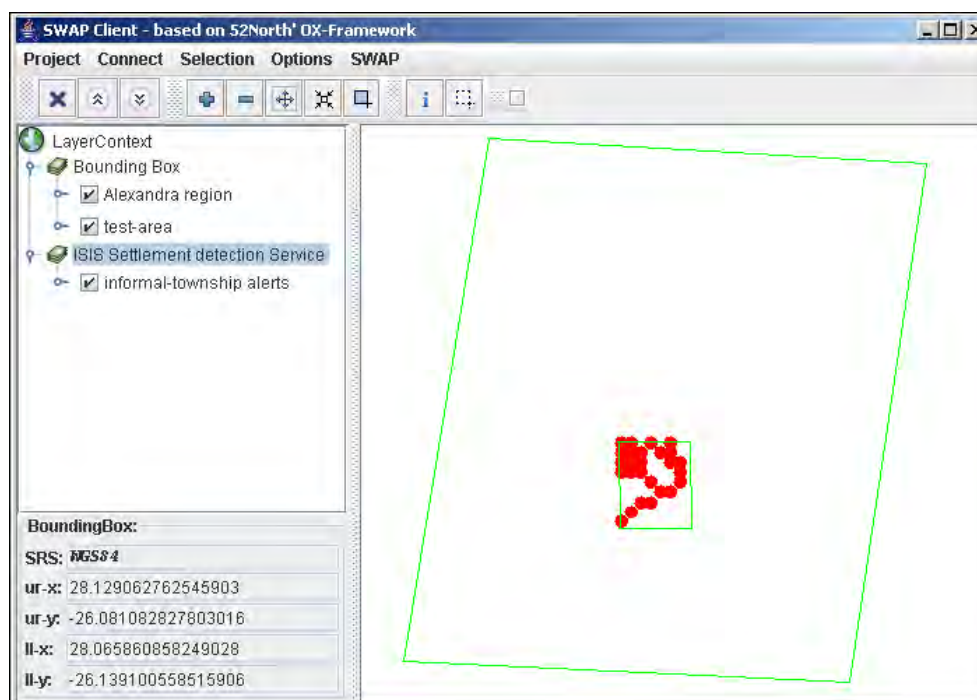 SWAP Client - based on 52North' OX-Framework
Project Connect Selection Options SWAP
i
LayerContext
Bounding Box
Alexandra region
test-area
ISIS Settlement detection Service
informal-township alerts
BoundingBox:
SRS: WGS84
ur-x: 28.129062762545903
ur-y: -26.081082827803016
ll-x: 28.065860858249028
ll-y: -26.139100558515906